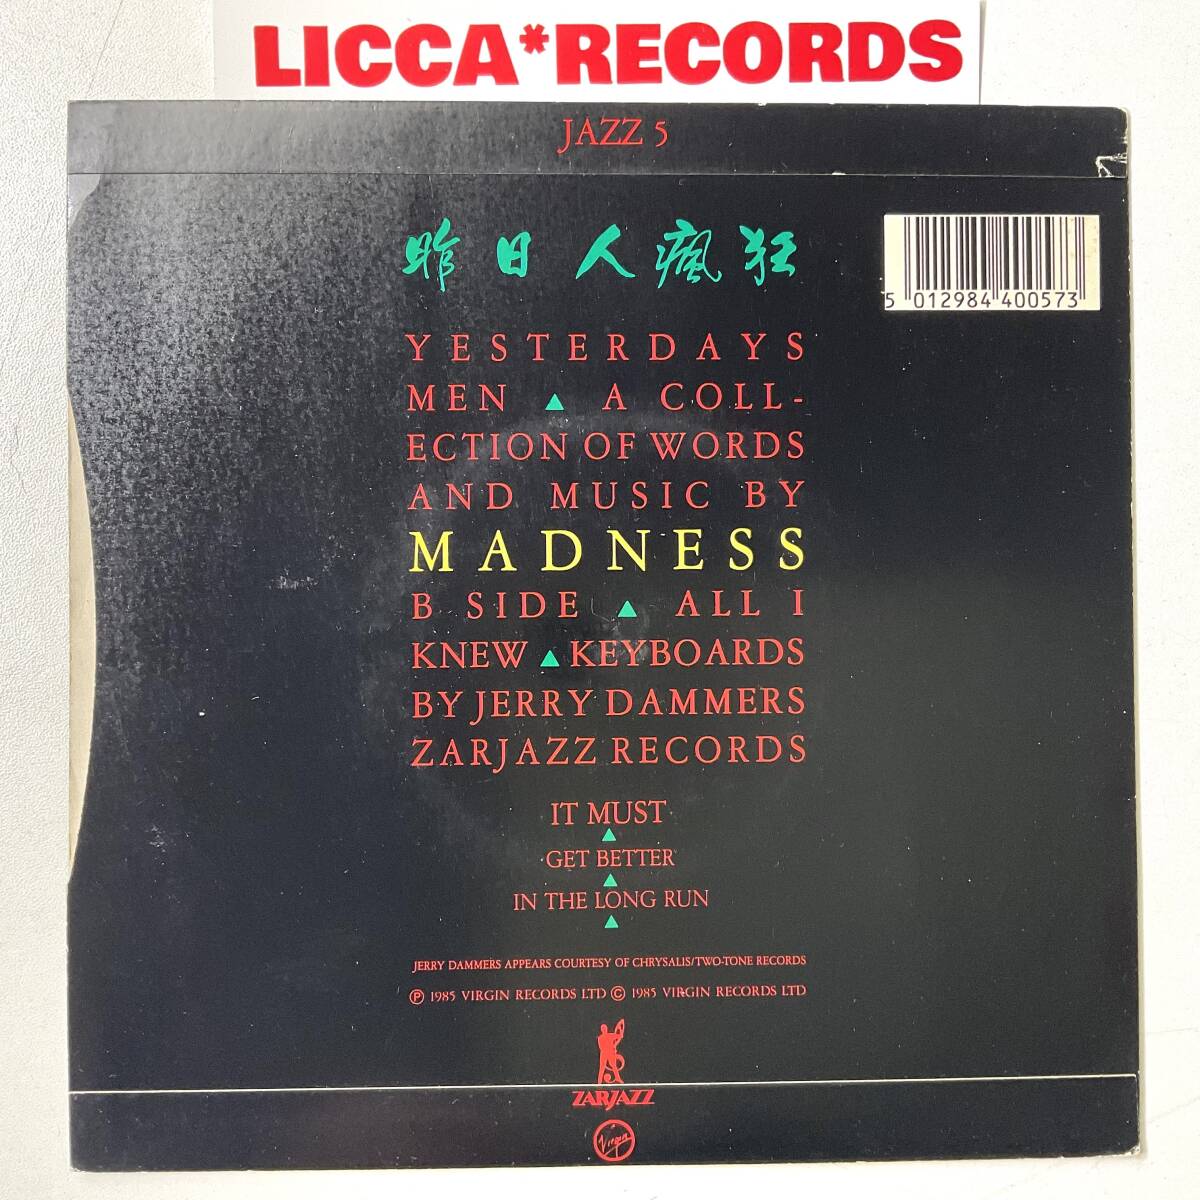 LICCA*RECORDS
JAZZ 5
昨日人瘋狂
5 012984 400573
YESTERDAYS
MEN ▲ A COLL-
ECTION OF WORDS
AND MUSIC BY
MADNESS
B SIDE ▲ ALL I
KNEW ▲ KEYBOARDS
BY JERRY DAMMERS
ZARJAZZ RECORDS
IT MUST
▲
GET BETTER
▲
IN THE LONG RUN
▲
JERRY DAMMERS APPEARS COURTESY OF CHRYSALIS/TWO-TONE RECORDS
Ⓟ 1985 VIRGIN RECORDS LTD © 1985 VIRGIN RECORDS LTD
ZARJAZZ
Virgin